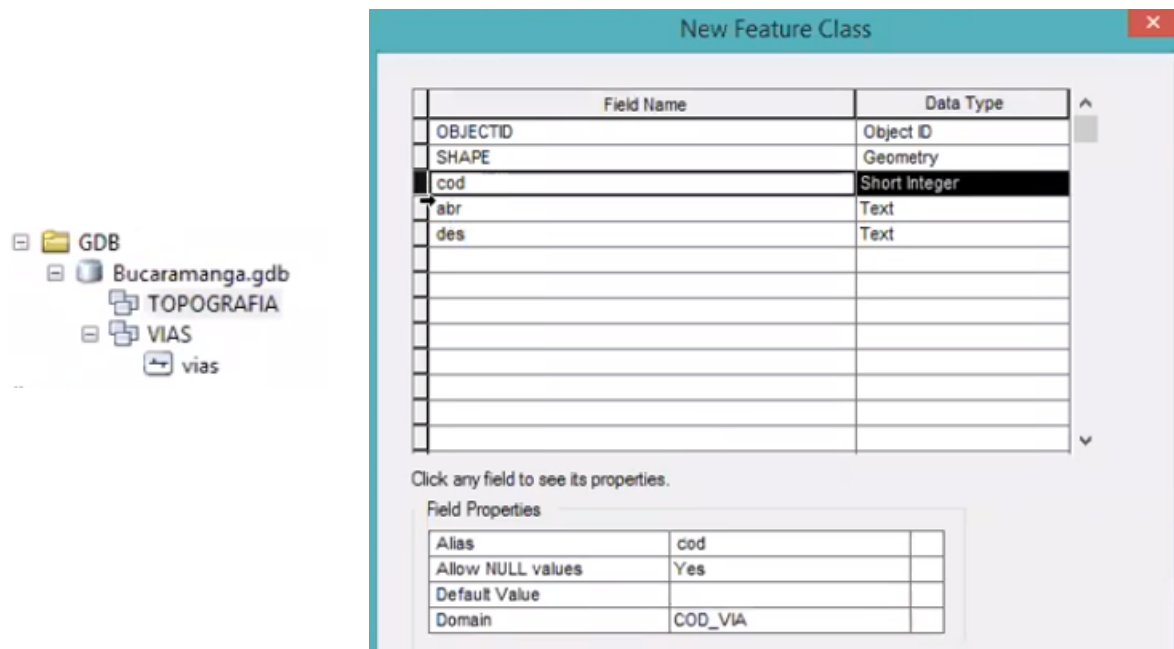 GDB
Bucaramanga.gdb
TOPOGRAFIA
VIAS
vias
New Feature Class
Field Name Data Type
OBJECTID Object ID
SHAPE Geometry
cod Short Integer
abr Text
des Text
Click any field to see its properties.
Field Properties
Alias cod
Allow NULL values Yes
Default Value
Domain COD_VIA